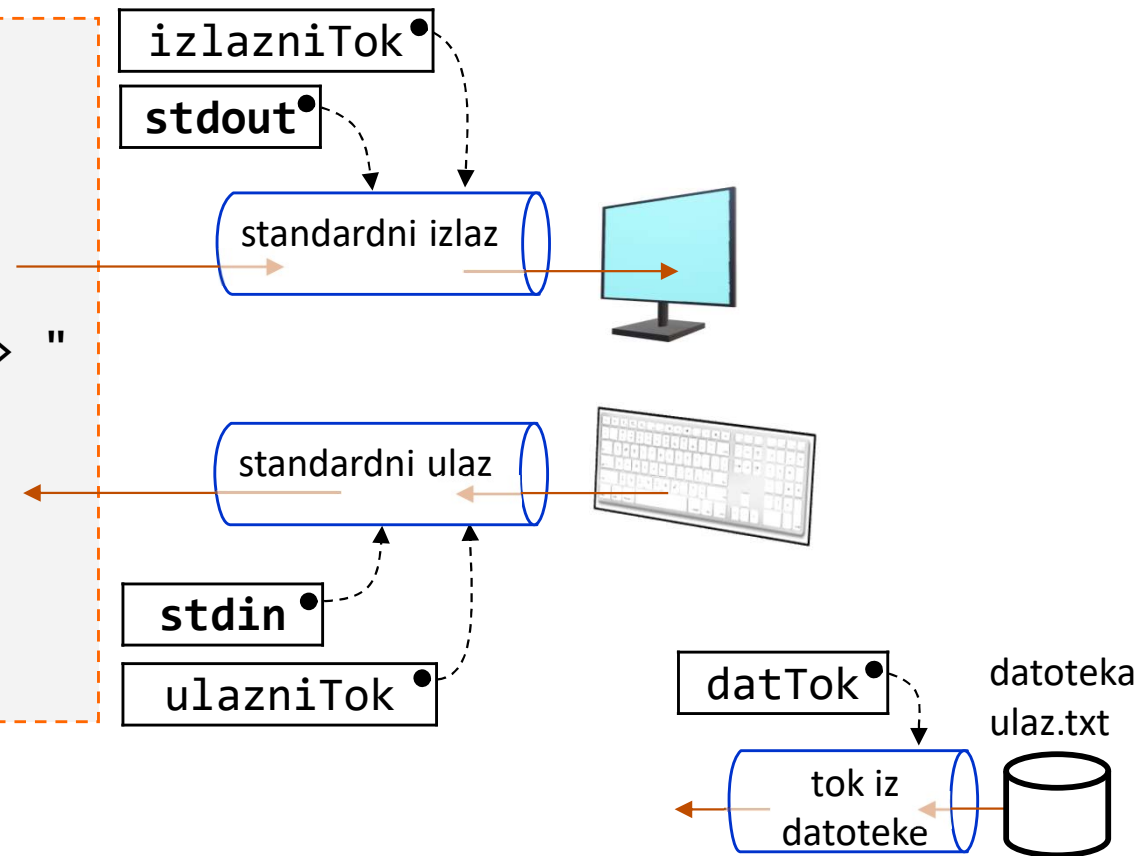 izlazniTok
stdout
standardni izlaz
> "
standardni ulaz
stdin
ulazniTok
datTok
datoteka
ulaz.txt
tok iz
datoteke